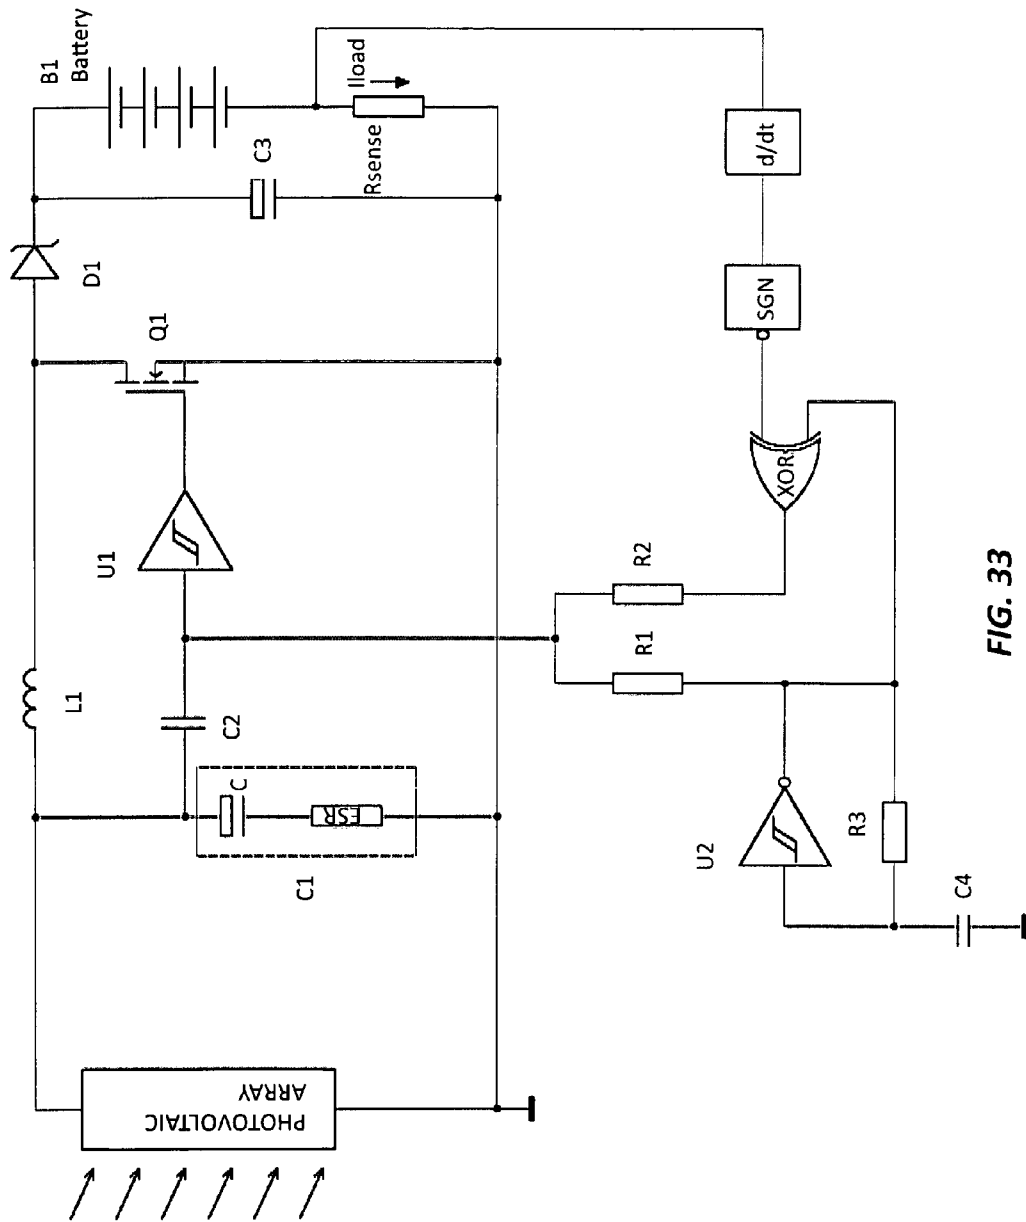 B1
Battery
Iload
Rsense
C3
D1
Q1
d/dt
SGN
XOR
U1
L1
C2
C
ESR
C1
R2
R1
U2
R3
C4
PHOTOVOLTAIC
ARRAY
FIG. 33